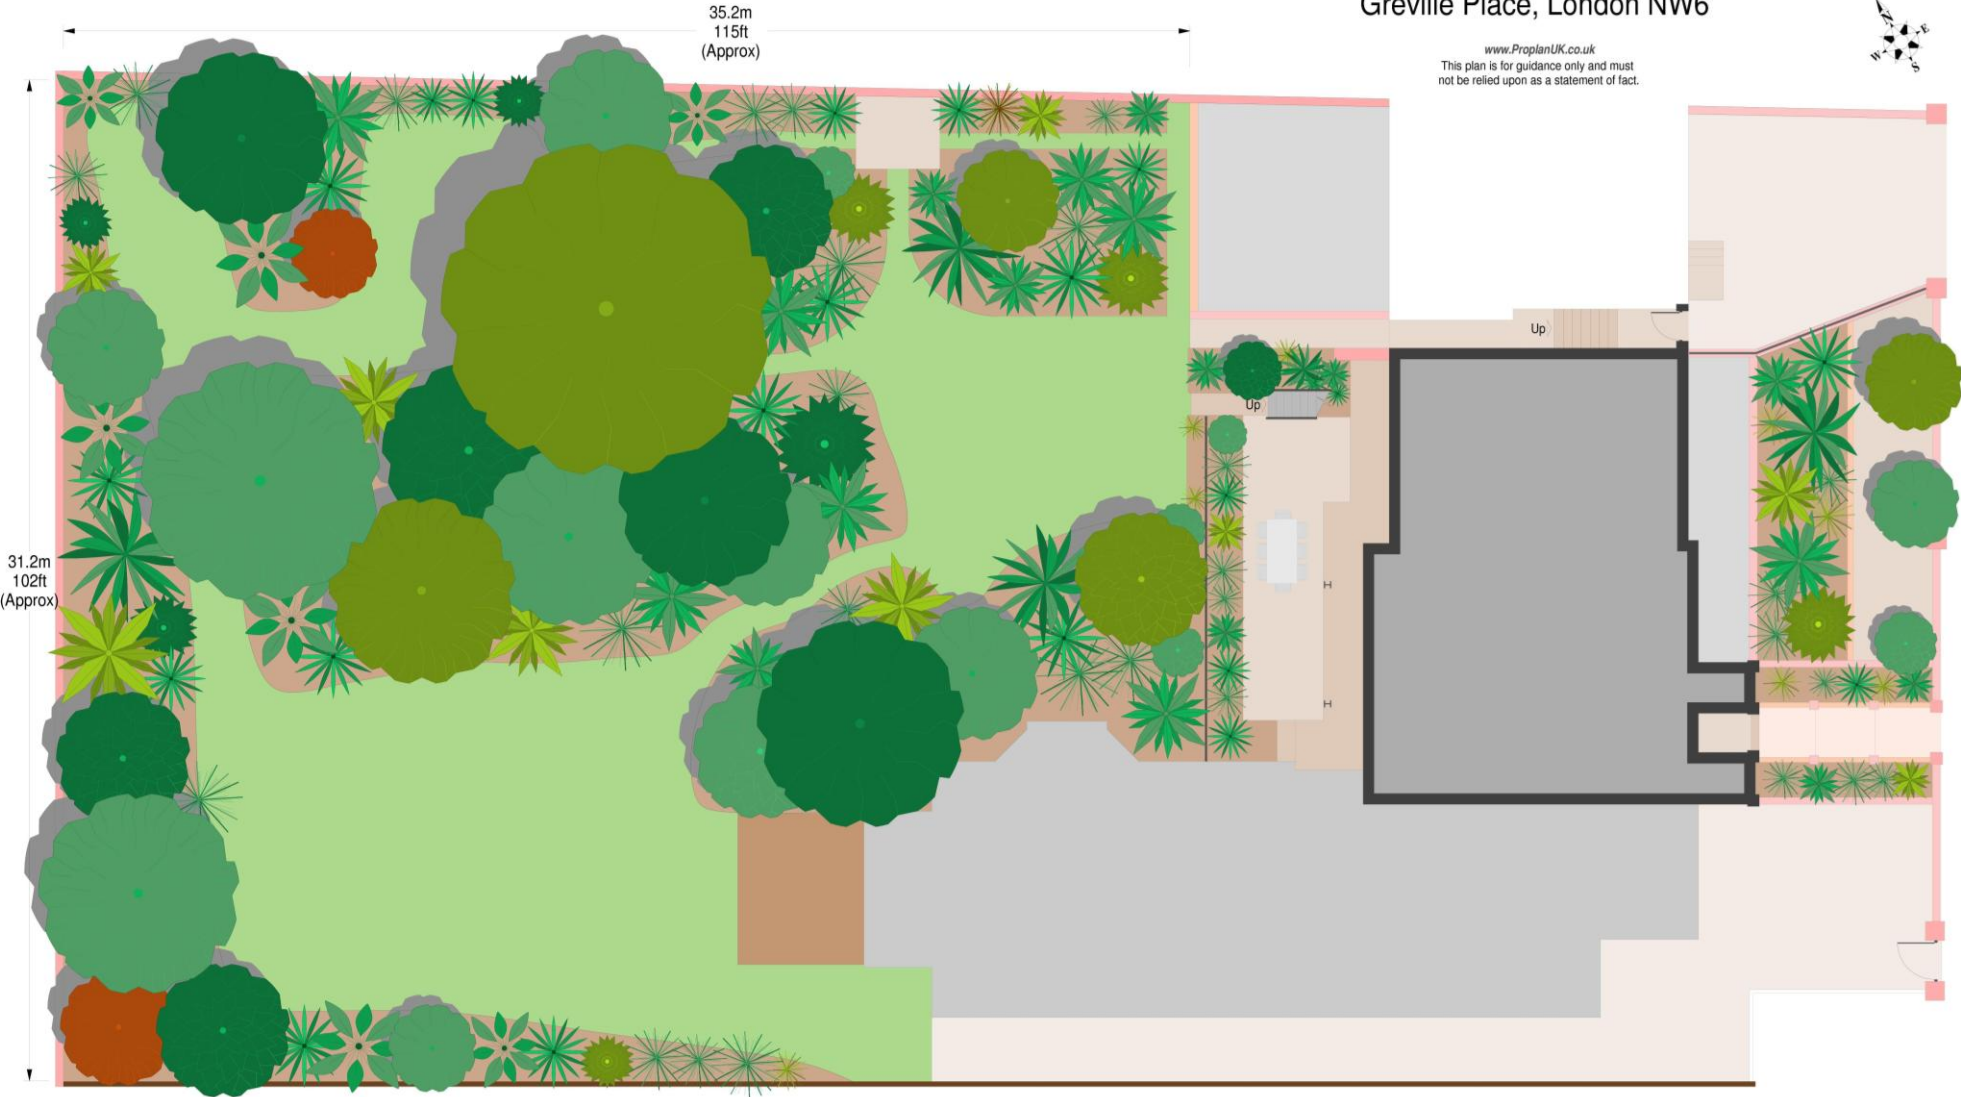 35.2m
115ft
(Approx)
Greville Place, London NW6
www.ProplanUK.co.uk
This plan is for guidance only and must
not be relied upon as a statement of fact.
N
E
W
S
Up
Up
31.2m
102ft
(Approx)
H
H